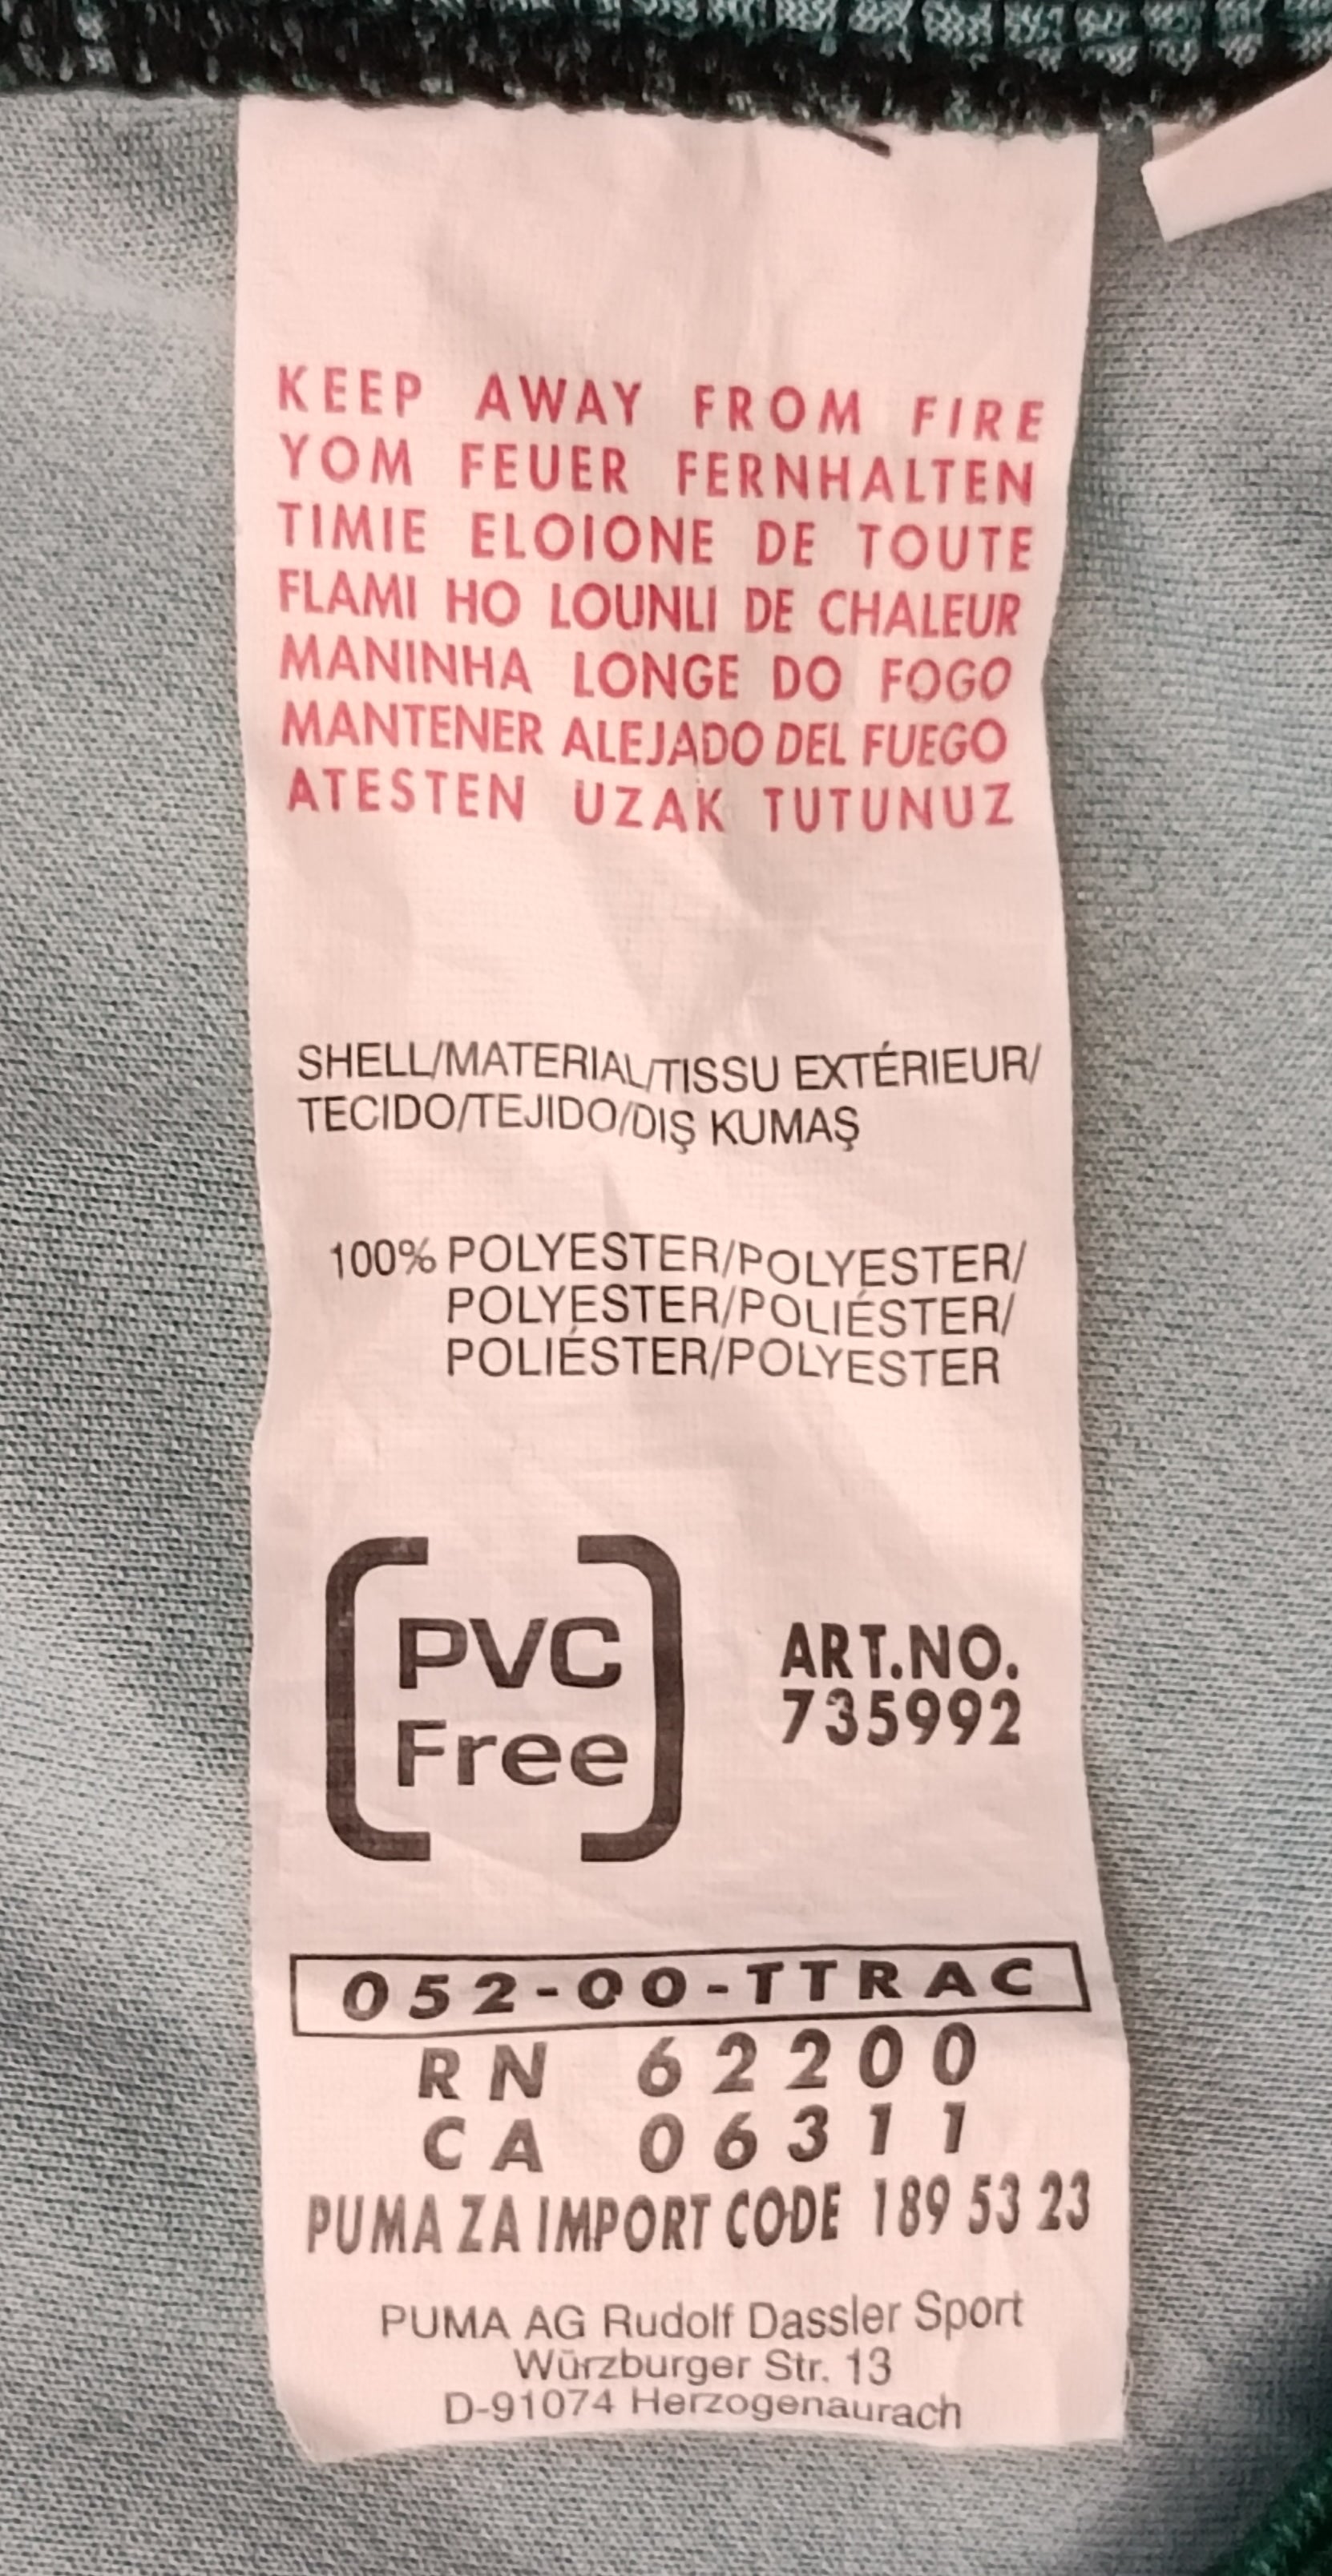 KEEP AWAY FROM FIRE
YOM FEUER FERNHALTEN
TIMIE ELOIONE DE TOUTE
FLAMI HO LOUNLI DE CHALEUR
MANINHA LONGE DO FOGO
MANTENER ALEJADO DEL FUEGO
ATESTEN UZAK TUTUNUZ
SHELL/MATERIAL/TISSU EXTÉRIEUR/
TECIDO/TEJIDO/DIŞ KUMAŞ
100% POLYESTER/POLYESTER/
POLYESTER/POLIÉSTER/
POLIÉSTER/POLYESTER
PVC
Free
ART.NO.
735992
052-00-TTRAC
RN 62200
CA 06311
PUMA ZA IMPORT CODE 189 53 23
PUMA AG Rudolf Dassler Sport
Würzburger Str. 13
D-91074 Herzogenaurach